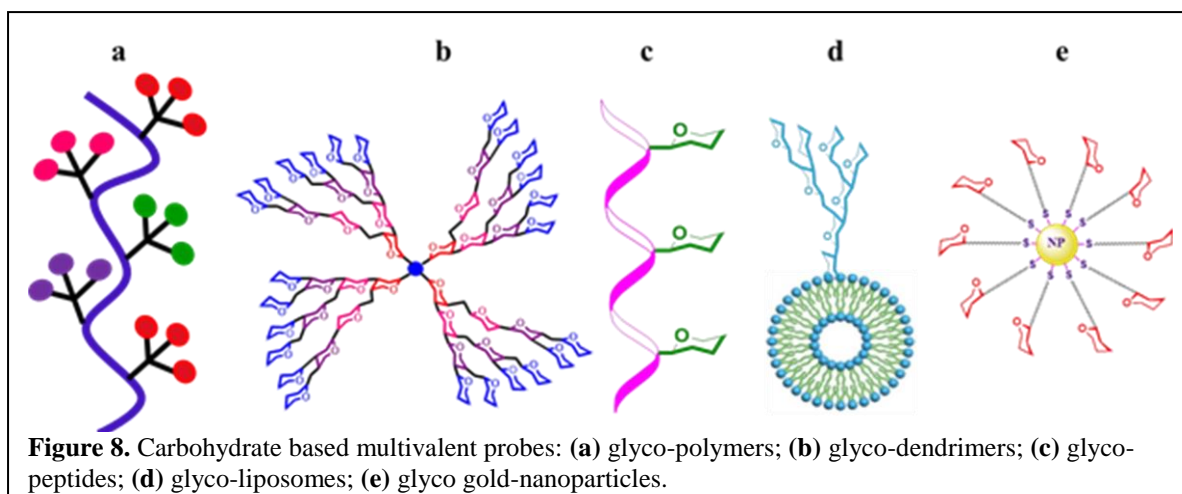 a b c d e
O O O O O O O O O O O O O O O O O O O O O O O O O O O O
O
O
O
O O O O O
O O O O O O O O O O
S S S S S S S S S S
NP
Figure 8. Carbohydrate based multivalent probes: (a) glyco-polymers; (b) glyco-dendrimers; (c) glyco-
peptides; (d) glyco-liposomes; (e) glyco gold-nanoparticles.